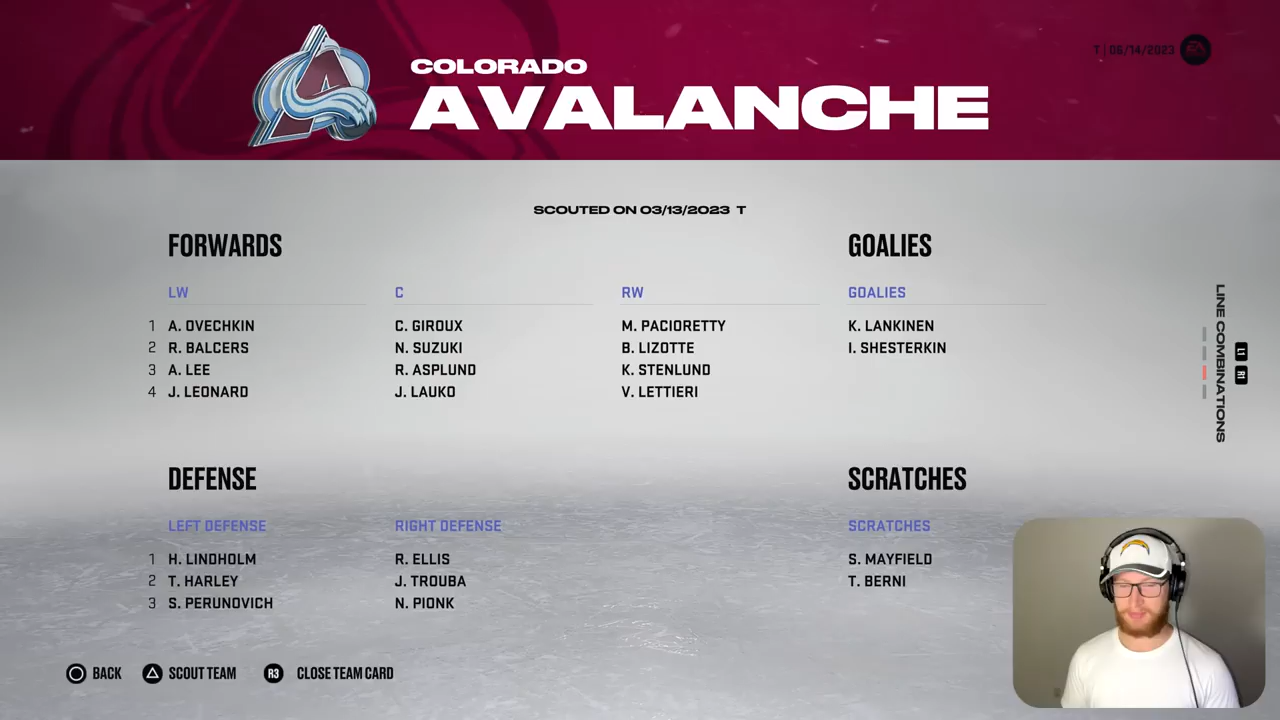 COLORADO
AVALANCHE
T | 06/14/2023 EA
SCOUTED ON 03/13/2023 T
FORWARDS
LW C RW
1 A. OVECHKIN C. GIROUX M. PACIORETTY
2 R. BALCERS N. SUZUKI B. LIZOTTE
3 A. LEE R. ASPLUND K. STENLUND
4 J. LEONARD J. LAUKO V. LETTIERI
GOALIES
GOALIES
K. LANKINEN
I. SHESTERKIN
LINE COMBINATIONS
L1
R1
DEFENSE
LEFT DEFENSE RIGHT DEFENSE
1 H. LINDHOLM R. ELLIS
2 T. HARLEY J. TROUBA
3 S. PERUNOVICH N. PIONK
SCRATCHES
SCRATCHES
S. MAYFIELD
T. BERNI
BACK SCOUT TEAM R3 CLOSE TEAM CARD